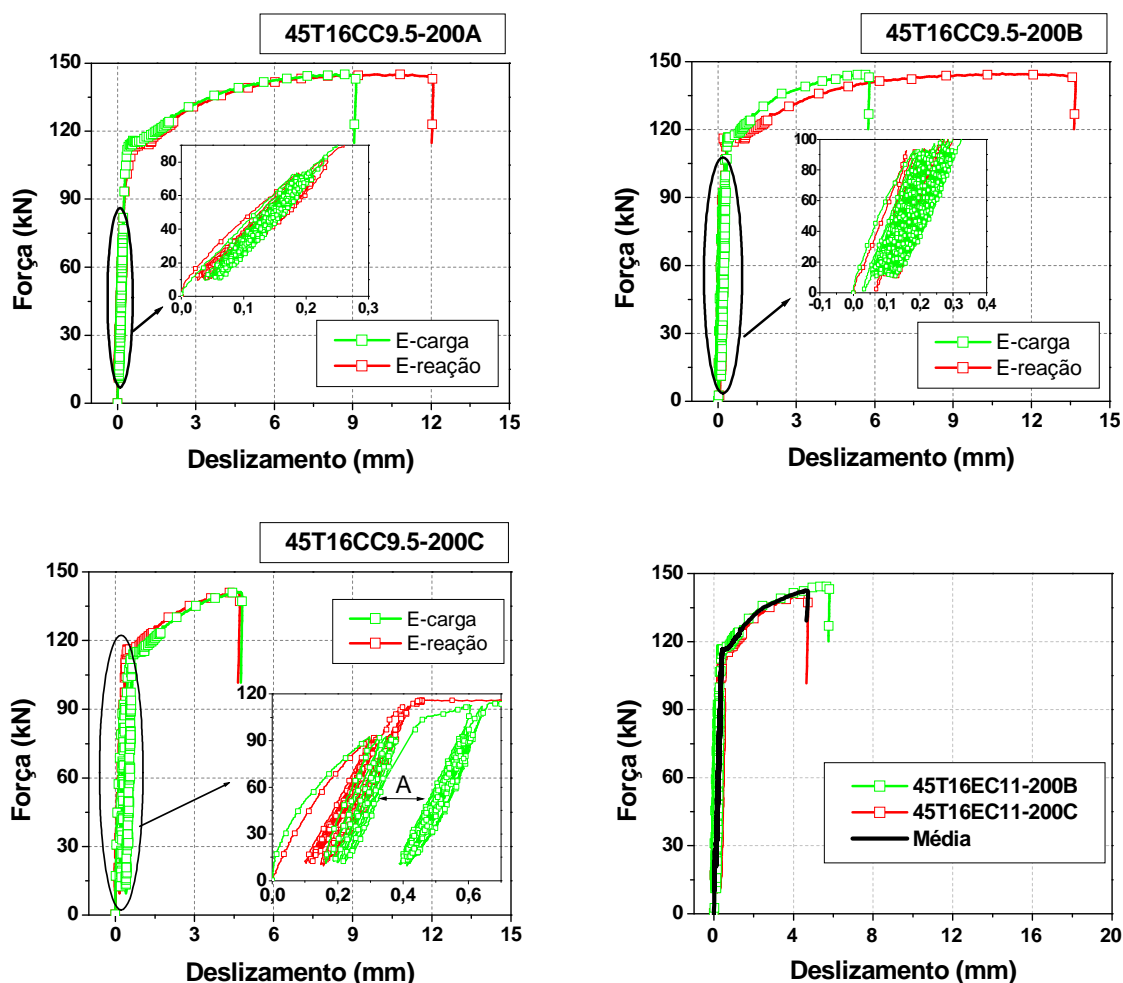 45T16CC9.5-200A
150
120
90
60
30
0
Força (kN)
0 3 6 9 12 15
Deslizamento (mm)
80
60
40
20
0
0,0 0,1 0,2 0,3
E-carga
E-reação
45T16CC9.5-200B
150
120
90
60
30
0
Força (kN)
0 3 6 9 12 15
Deslizamento (mm)
100
80
60
40
20
0
-0,1 0,0 0,1 0,2 0,3 0,4
E-carga
E-reação
45T16CC9.5-200C
150
120
90
60
30
0
Força (kN)
0 3 6 9 12 15
Deslizamento (mm)
E-carga
E-reação
120
90
60
30
0
0,0 0,2 0,4 0,6
A
150
120
90
60
30
0
Força (kN)
0 4 8 12 16 20
Deslizamento (mm)
45T16EC11-200B
45T16EC11-200C
Média